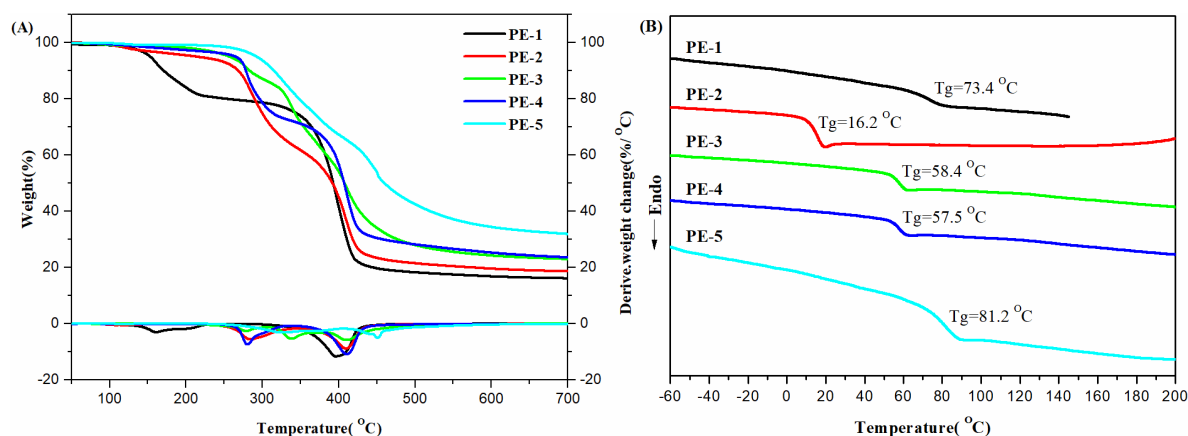 (A)
100
80
60
40
20
0
-20
Weight(%)
PE-1
PE-2
PE-3
PE-4
PE-5
100
80
60
40
20
0
-20
100 200 300 400 500 600 700
Temperature( °C)
(B)
Derive.weight change(%/°C)
Endo
PE-1
Tg=73.4 °C
PE-2
Tg=16.2 °C
PE-3
Tg=58.4 °C
PE-4
Tg=57.5 °C
PE-5
Tg=81.2 °C
-60 -40 -20 0 20 40 60 80 100 120 140 160 180 200
Temperature( °C)